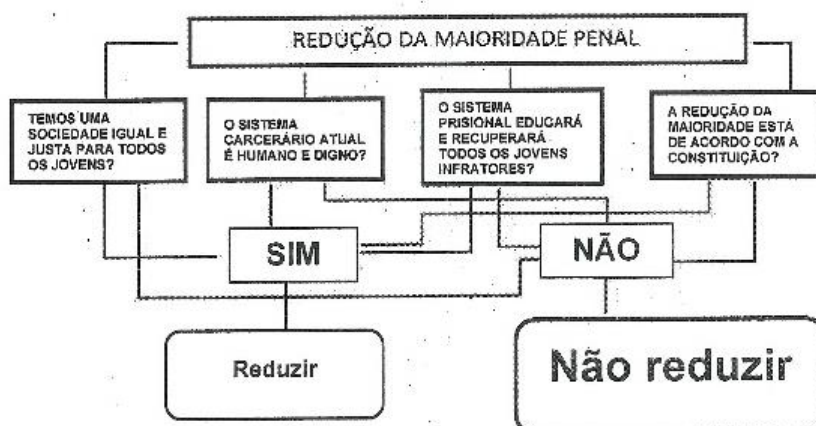 REDUÇÃO DA MAIORIDADE PENAL
TEMOS UMA
SOCIEDADE IGUAL E
JUSTA PARA TODOS
OS JOVENS?
O SISTEMA
CARCERÁRIO ATUAL
É HUMANO E DIGNO?
O SISTEMA
PRISIONAL EDUCARÁ
E RECUPERARÁ
TODOS OS JOVENS
INFRATORES?
A REDUÇÃO DA
MAIORIDADE ESTÁ
DE ACORDO COM A
CONSTITUIÇÃO?
SIM
NÃO
Reduzir
Não reduzir